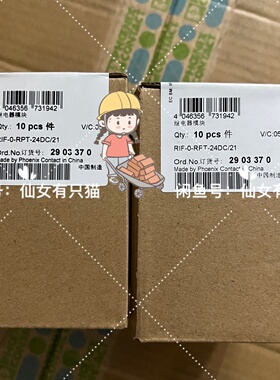 4 046356 731942
继电器模块
Qty.: 10 pcs 件
V/C:
RIF-0-RPT-24DC/21
Ord.No.订货号: 29 03 37 0
Made by Phoenix Contact in China
中国制造
4 046356 731942
继电器模块
Qty.: 10 pcs 件
V/C: 05
RIF-0-RPT-24DC/21
Ord.No.订货号: 29 03 37 0
Made by Phoenix Contact in China
中国制造
号：仙女有只猫
闲鱼号：仙女有只猫